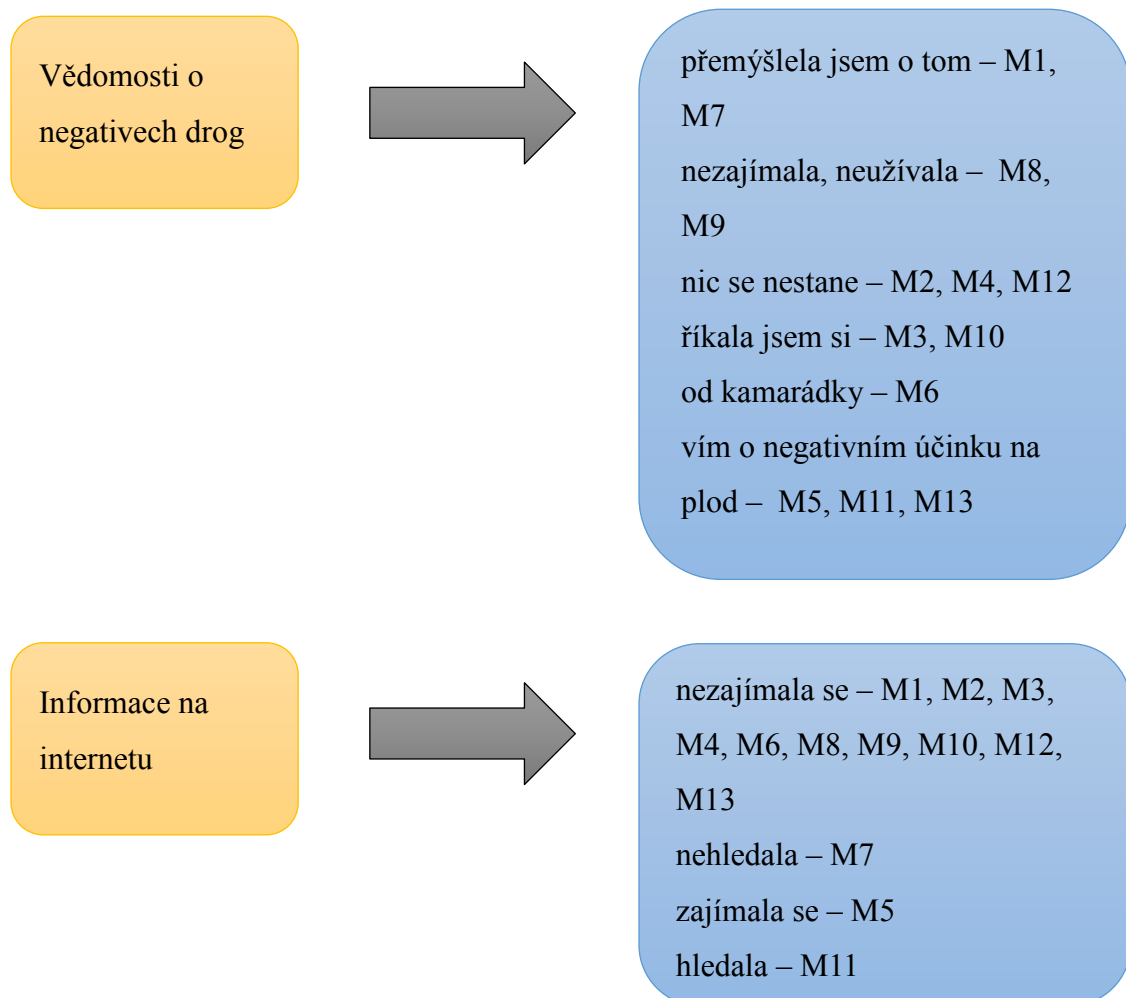 Vědomosti o
negativech drog
přemýšlela jsem o tom – M1,
M7
nezajímala, neužívala –  M8,
M9
nic se nestane – M2, M4, M12
říkala jsem si – M3, M10
od kamarádky – M6
vím o negativním účinku na
plod –  M5, M11, M13
Informace na
internetu
nezajímala se – M1, M2, M3,
M4, M6, M8, M9, M10, M12,
M13
nehledala – M7
zajímala se – M5
hledala – M11